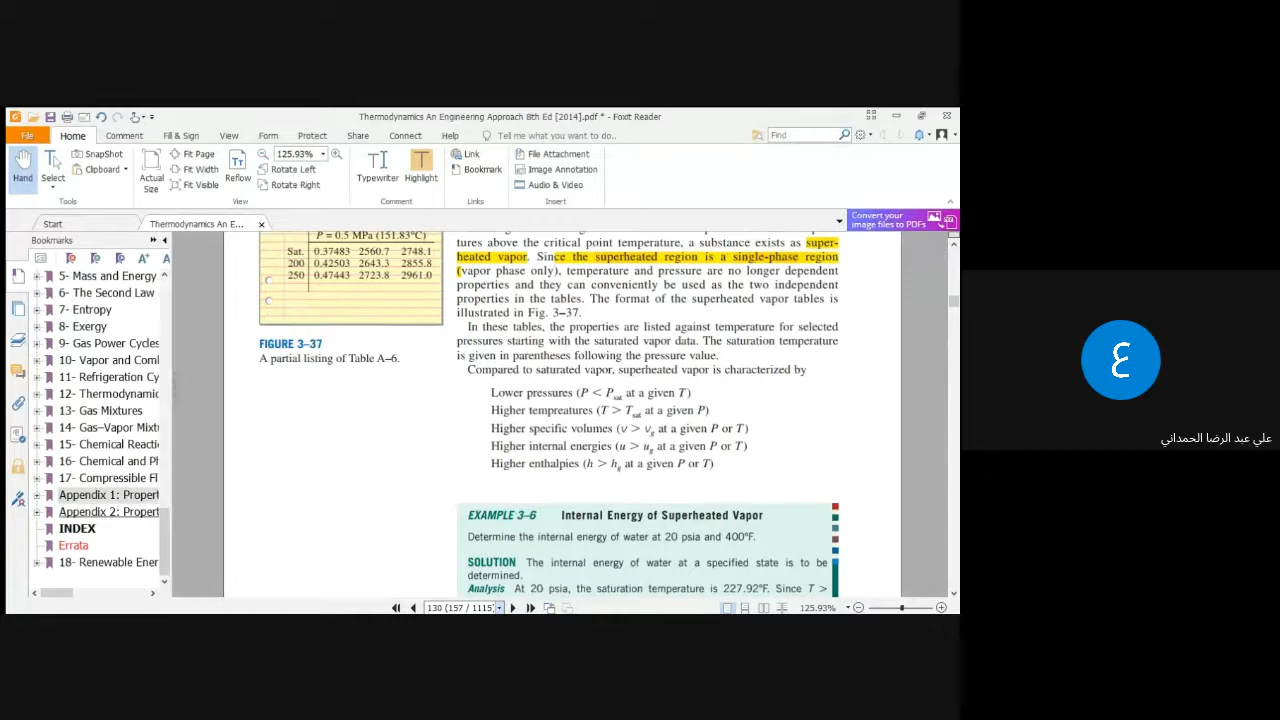 Thermodynamics An Engineering Approach 8th Ed [2014].pdf * - Foxit Reader
File Home Comment Fill & Sign View Form Protect Share Connect Help Tell me what you want to do.. Find
Hand
Select
SnapShot
Clipboard
Tools
Actual Size
Fit Page
Fit Width
Fit Visible
Reflow
125.93%
Rotate Left
Rotate Right
View
Typewriter
Highlight
Comment
Link
Bookmark
Links
File Attachment
Image Annotation
Audio & Video
Insert
Start
Thermodynamics An E...
Convert your
image files to PDFs
Bookmarks
5- Mass and Energy
6- The Second Law
7- Entropy
8- Exergy
9- Gas Power Cycles
10- Vapor and Coml
11- Refrigeration Cy
12- Thermodynamic
13- Gas Mixtures
14- Gas–Vapor Mixt
15- Chemical Reacti
16- Chemical and Ph
17- Compressible Fl
Appendix 1: Propert
Appendix 2: Propert
INDEX
Errata
18- Renewable Ener
P = 0.5 MPa (151.83°C)
Sat. 0.37483 2560.7 2748.1
200 0.42503 2643.3 2855.8
250 0.47443 2723.8 2961.0
FIGURE 3–37
A partial listing of Table A–6.
tures above the critical point temperature, a substance exists as super-
heated vapor. Since the superheated region is a single-phase region
(vapor phase only), temperature and pressure are no longer dependent
properties and they can conveniently be used as the two independent
properties in the tables. The format of the superheated vapor tables is
illustrated in Fig. 3–37.
In these tables, the properties are listed against temperature for selected
pressures starting with the saturated vapor data. The saturation temperature
is given in parentheses following the pressure value.
Compared to saturated vapor, superheated vapor is characterized by
Lower pressures (P < Psat at a given T)
Higher tempreatures (T > Tsat at a given P)
Higher specific volumes (v > vg at a given P or T)
Higher internal energies (u > ug at a given P or T)
Higher enthalpies (h > hg at a given P or T)
EXAMPLE 3–6 Internal Energy of Superheated Vapor
Determine the internal energy of water at 20 psia and 400°F.
SOLUTION The internal energy of water at a specified state is to be
determined.
Analysis At 20 psia, the saturation temperature is 227.92°F. Since T >
130 (157 / 1115)
125.93%
ع
علي عبد الرضا الحمداني